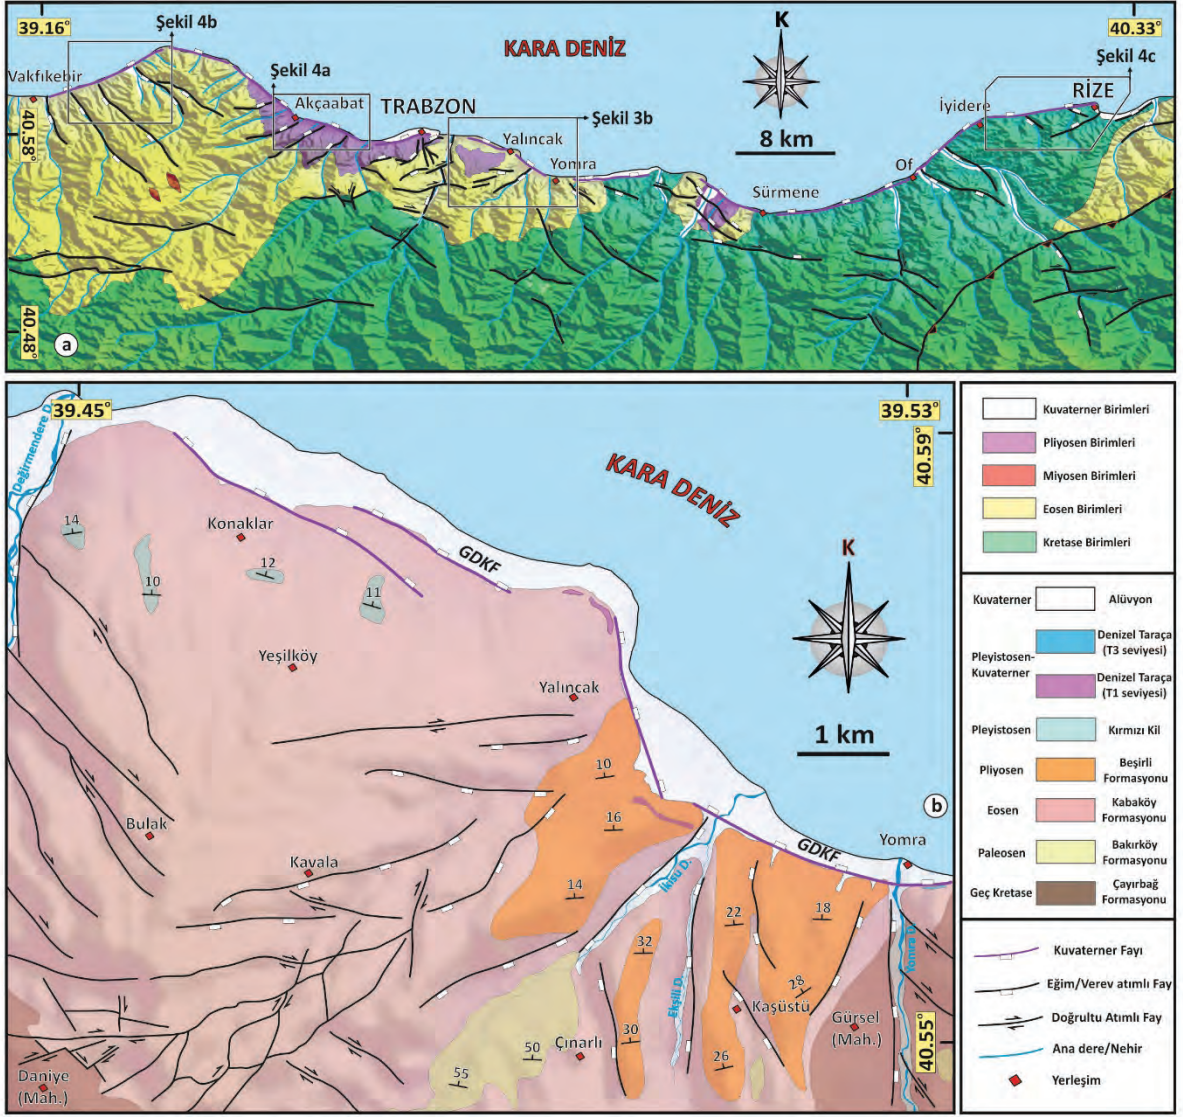 39.16°
Şekil 4b
K
40.33°
KARA DENİZ
Şekil 4c
Vakfıkebir
Şekil 4a
Akçaabat
TRABZON
RİZE
İyidere
40.58°
Şekil 3b
8 km
Yalıncak
Yomra
Of
Sürmene
40.48°
a
39.45°
39.53°
40.59°
Değirmendere D.
KARA DENİZ
14
Konaklar
GDKF
K
10
12
11
Yeşilköy
Yalıncak
1 km
10
b
16
Bulak
Yomra
GDKF
Kavala
İkisu D.
14
22
18
32
Yomra D.
Ekşili D.
28
Kaşüstü
Gürsel
(Mah.)
30
40.55°
50
Çınarlı
26
Daniye
(Mah.)
55
Kuvaterner Birimleri
Pliyosen Birimleri
Miyosen Birimleri
Eosen Birimleri
Kretase Birimleri
Kuvaterner Alüvyon
Pleyistosen-
Kuvaterner
Denizel Taraça
(T3 seviyesi)
Denizel Taraça
(T1 seviyesi)
Pleyistosen Kırmızı Kil
Pliyosen Beşirli
Formasyonu
Eosen Kabaköy
Formasyonu
Paleosen Bakırköy
Formasyonu
Geç Kretase Çayırbağ
Formasyonu
Kuvaterner Fayı
Eğim/Verev atımlı Fay
Doğrultu Atımlı Fay
Ana dere/Nehir
Yerleşim